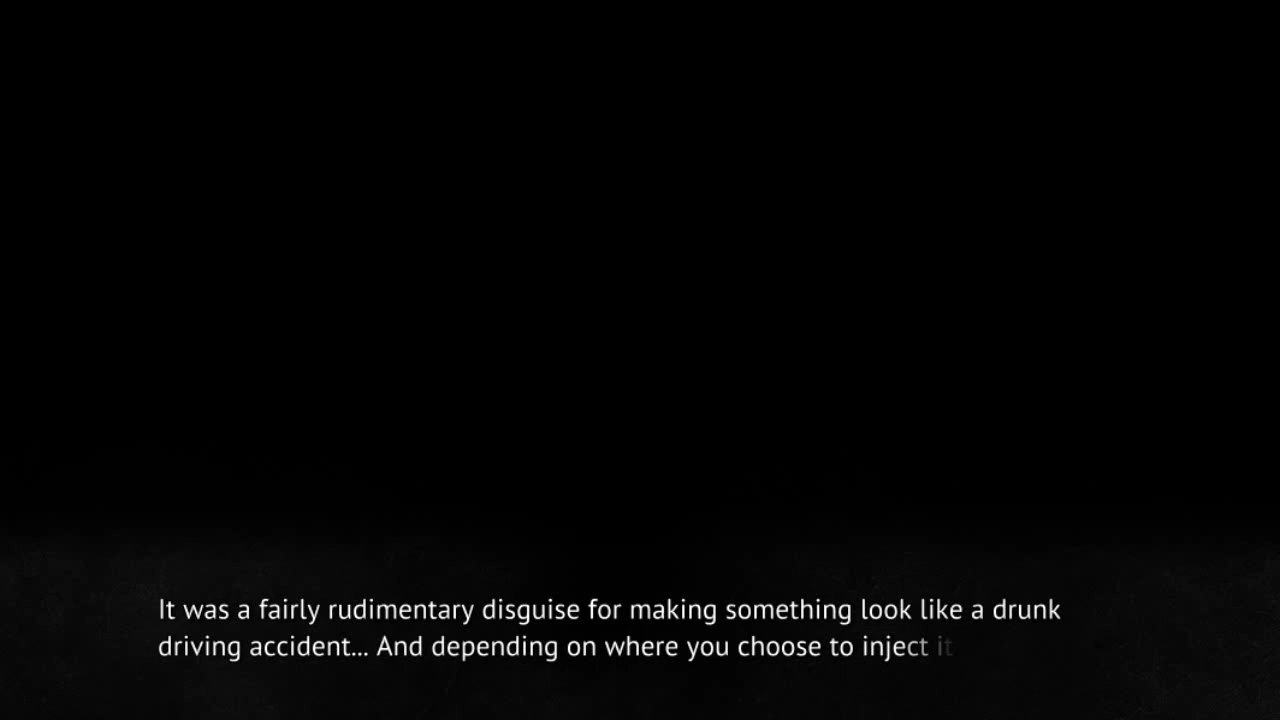 It was a fairly rudimentary disguise for making something look like a drunk
driving accident... And depending on where you choose to inject it